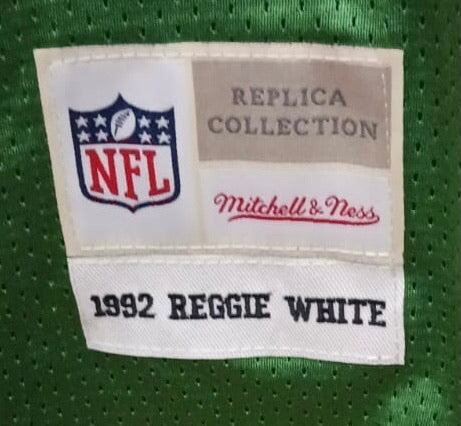 NFL
REPLICA
COLLECTION
Mitchell & Ness
1992 REGGIE WHITE